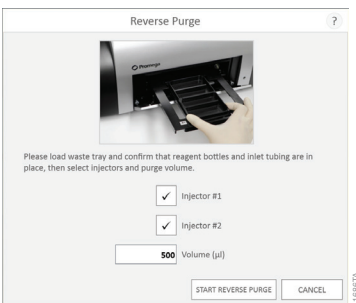 Reverse Purge
?
Promega
Please load waste tray and confirm that reagent bottles and inlet tubing are in
place, then select injectors and purge volume.
Injector #1
Injector #2
500 Volume (µl)
START REVERSE PURGE
CANCEL